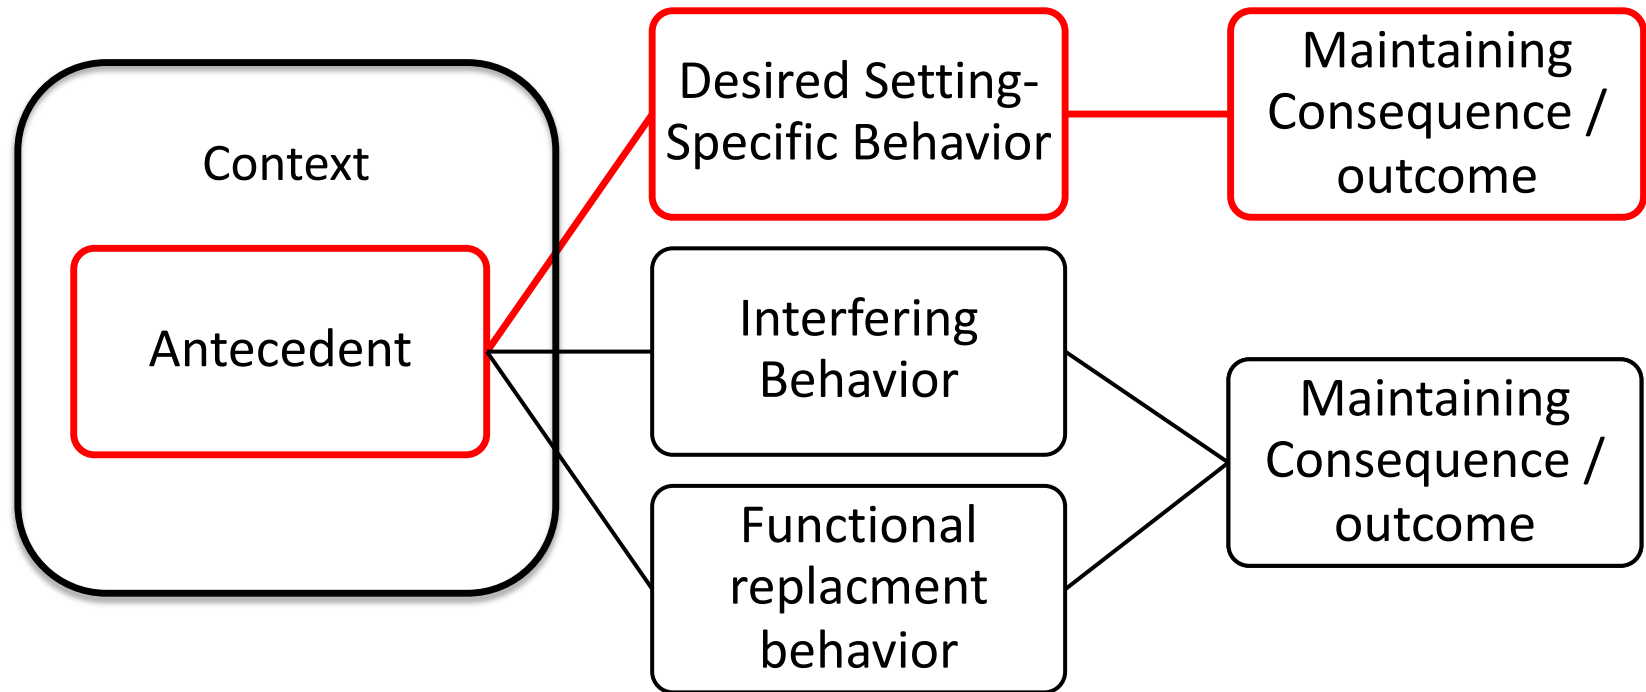 Context
Antecedent
Desired Setting-
Specific Behavior
Maintaining
Consequence /
outcome
Interfering
Behavior
Functional
replacment
behavior
Maintaining
Consequence /
outcome